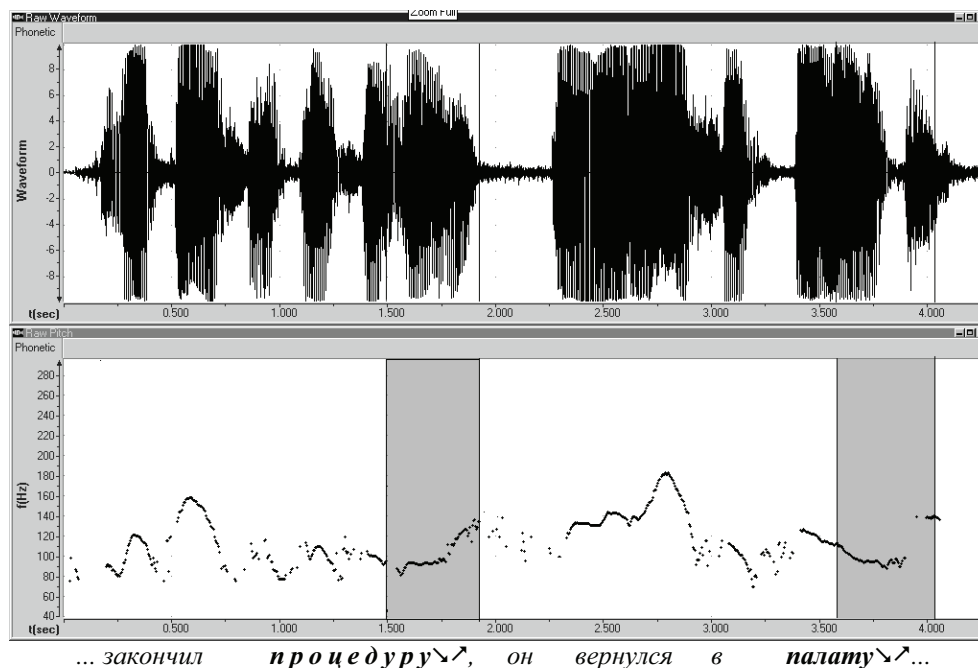 Zoom Full
Raw Waveform
Phonetic
8
6
4
2
0
-2
-4
-6
-8
Waveform
t(sec) 0.500 1.000 1.500 2.000 2.500 3.000 3.500 4.000
Raw Pitch
Phonetic
280
260
240
220
200
180
160
140
120
100
80
60
40
f(Hz)
t(sec) 0.500 1.000 1.500 2.000 2.500 3.000 3.500 4.000
... закончил процедуру↘↗, он вернулся в палату↘↗...